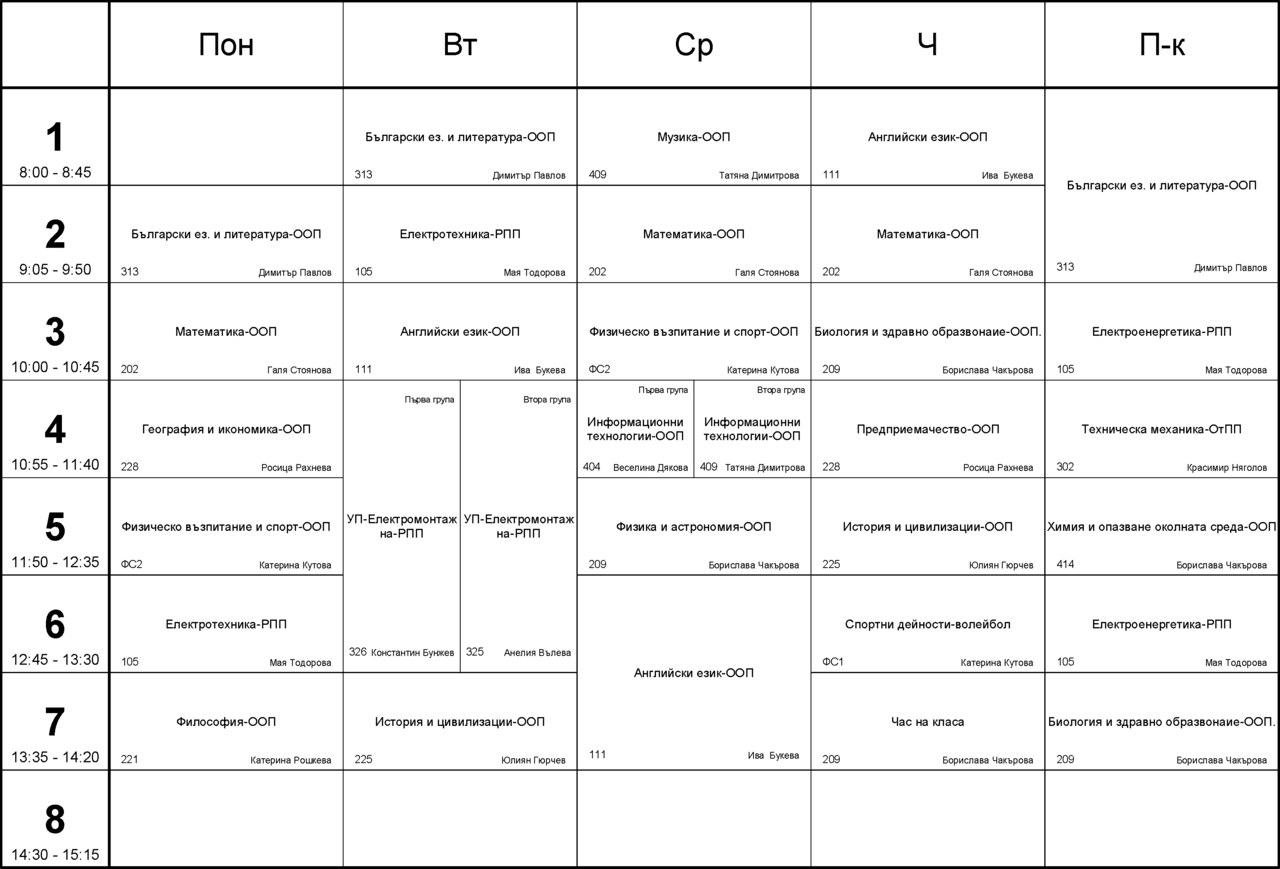 Пон
Вт
Ср
Ч
П-к
1
8:00 - 8:45
Български ез. и литература-ООП
313 Димитър Павлов
Музика-ООП
409 Татяна Димитрова
Английски език-ООП
111 Ива Букева
Български ез. и литература-ООП
313 Димитър Павлов
2
9:05 - 9:50
Български ез. и литература-ООП
313 Димитър Павлов
Електротехника-РПП
105 Мая Тодорова
Математика-ООП
202 Галя Стоянова
Математика-ООП
202 Галя Стоянова
3
10:00 - 10:45
Математика-ООП
202 Галя Стоянова
Английски език-ООП
111 Ива Букева
Физическо възпитание и спорт-ООП
ФС2 Катерина Кутова
Биология и здравно образвонаие-ООП.
209 Борислава Чакърова
Електроенергетика-РПП
105 Мая Тодорова
4
10:55 - 11:40
География и икономика-ООП
228 Росица Рахнева
Първа група
УП-Електромонтаж
на-РПП
326 Константин Бунжев
Втора група
УП-Електромонтаж
на-РПП
325 Анелия Вълева
Първа група
Информационни
технологии-ООП
404 Веселина Дякова
Втора група
Информационни
технологии-ООП
409 Татяна Димитрова
Предприемачество-ООП
228 Росица Рахнева
Техническа механика-ОтПП
302 Красимир Няголов
5
11:50 - 12:35
Физическо възпитание и спорт-ООП
ФС2 Катерина Кутова
Физика и астрономия-ООП
209 Борислава Чакърова
История и цивилизации-ООП
225 Юлиян Гюрчев
Химия и опазване околната среда-ООП
414 Борислава Чакърова
6
12:45 - 13:30
Електротехника-РПП
105 Мая Тодорова
Английски език-ООП
111 Ива Букева
Спортни дейности-волейбол
ФС1 Катерина Кутова
Електроенергетика-РПП
105 Мая Тодорова
7
13:35 - 14:20
Философия-ООП
221 Катерина Рошкева
История и цивилизации-ООП
225 Юлиян Гюрчев
Час на класа
209 Борислава Чакърова
Биология и здравно образвонаие-ООП.
209 Борислава Чакърова
8
14:30 - 15:15